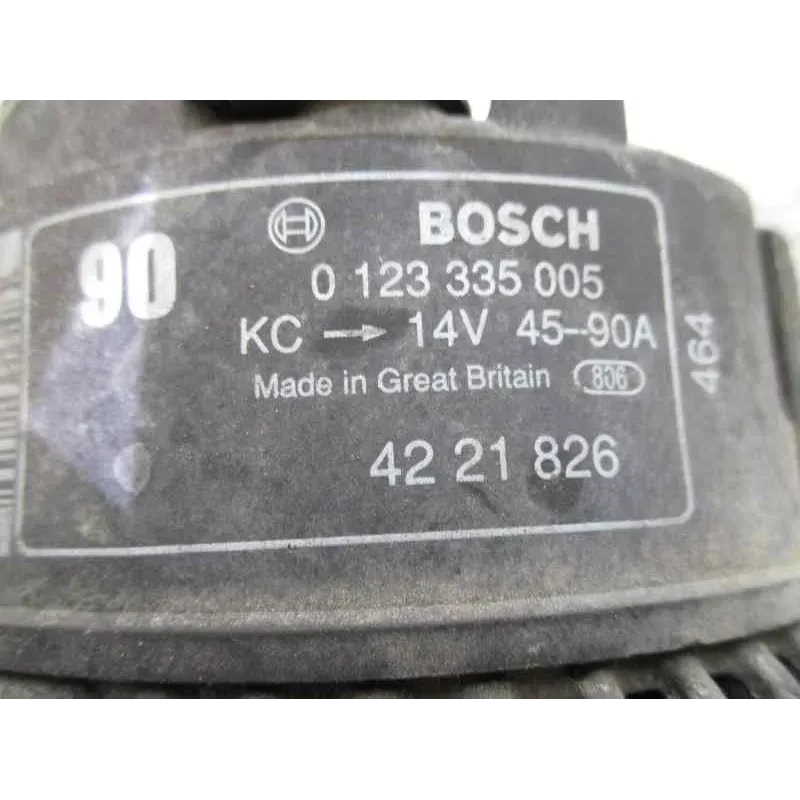 90
BOSCH
0 123 335 005
KC → 14V 45-90A
Made in Great Britain 806
42 21 826
464